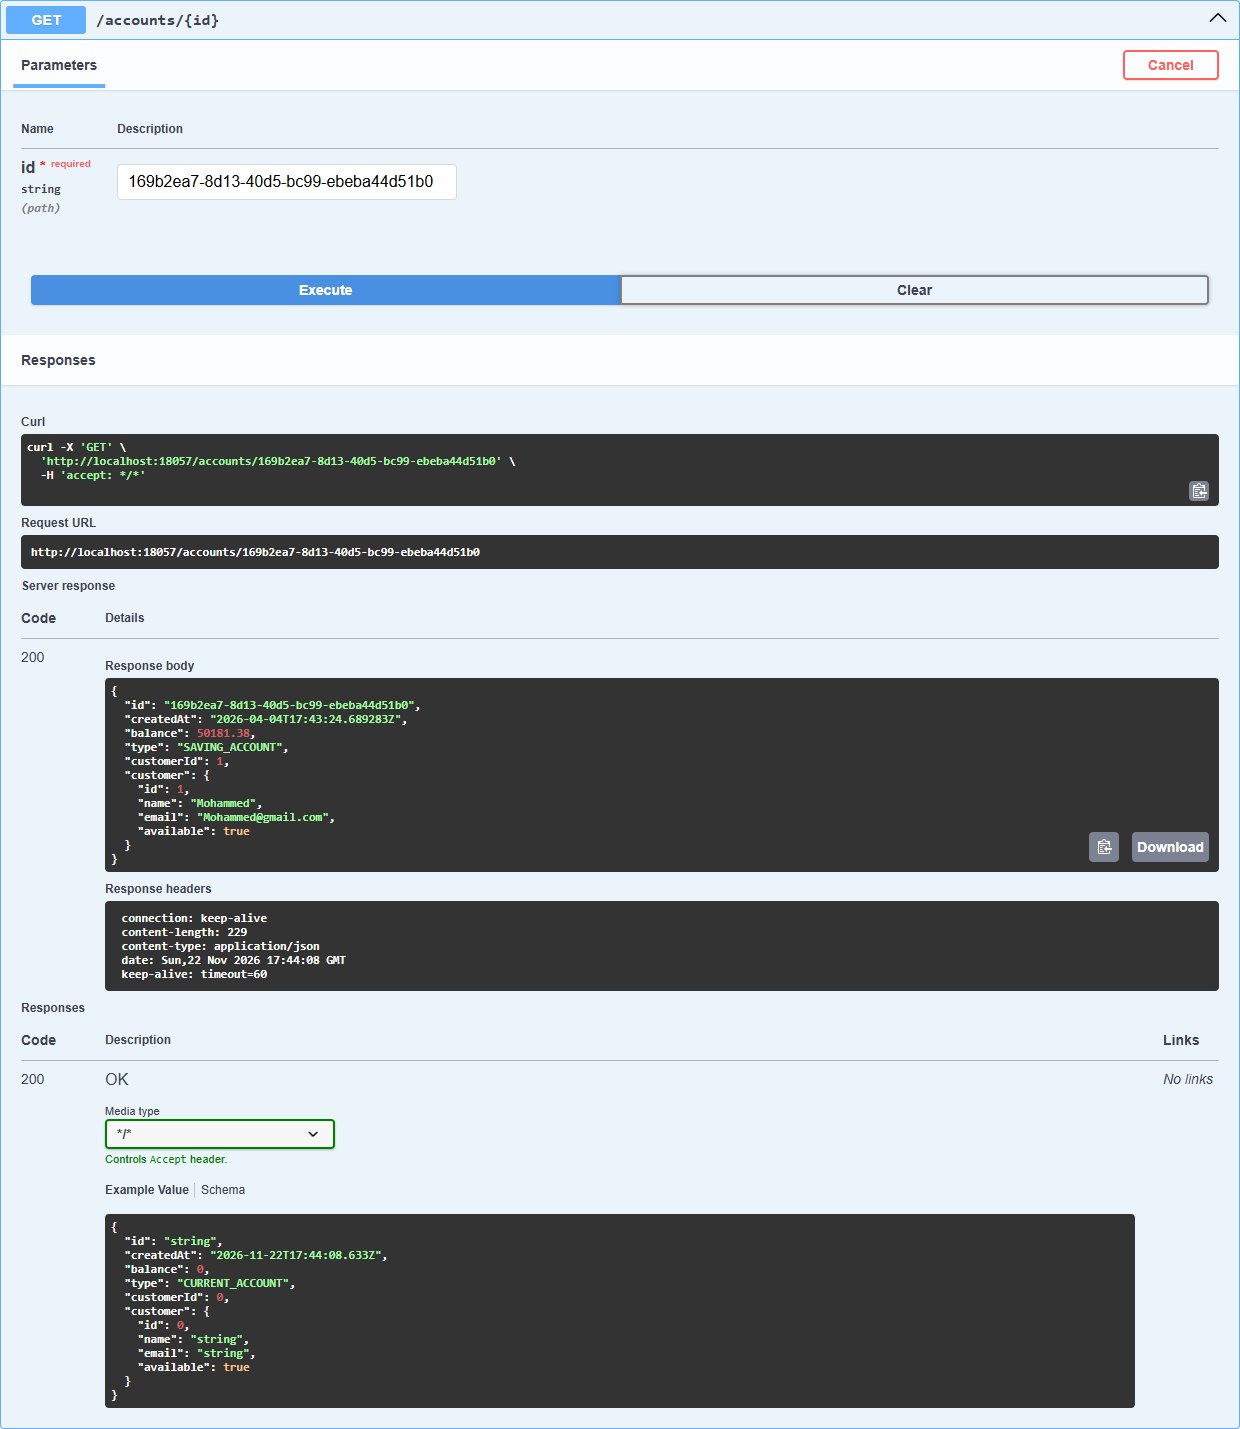 GET /accounts/{id}
Parameters
Cancel
Name Description
id * required
string
(path)
169b2ea7-8d13-40d5-bc99-ebeba44d51b0
Execute Clear
Responses
Curl
curl -X 'GET' \
  'http://localhost:18057/accounts/169b2ea7-8d13-40d5-bc99-ebeba44d51b0' \
  -H 'accept: */*'
Request URL
http://localhost:18057/accounts/169b2ea7-8d13-40d5-bc99-ebeba44d51b0
Server response
Code Details
200
Response body
{
  "id": "169b2ea7-8d13-40d5-bc99-ebeba44d51b0",
  "createdAt": "2026-04-04T17:43:24.689283Z",
  "balance": 50181.38,
  "type": "SAVING_ACCOUNT",
  "customerId": 1,
  "customer": {
    "id": 1,
    "name": "Mohammed",
    "email": "Mohammed@gmail.com",
    "available": true
  }
}
Download
Response headers
connection: keep-alive
content-length: 229
content-type: application/json
date: Sun,22 Nov 2026 17:44:08 GMT
keep-alive: timeout=60
Responses
Code Description Links
200 OK No links
Media type
*/*
Controls Accept header.
Example Value Schema
{
  "id": "string",
  "createdAt": "2026-11-22T17:44:08.633Z",
  "balance": 0,
  "type": "CURRENT_ACCOUNT",
  "customerId": 0,
  "customer": {
    "id": 0,
    "name": "string",
    "email": "string",
    "available": true
  }
}